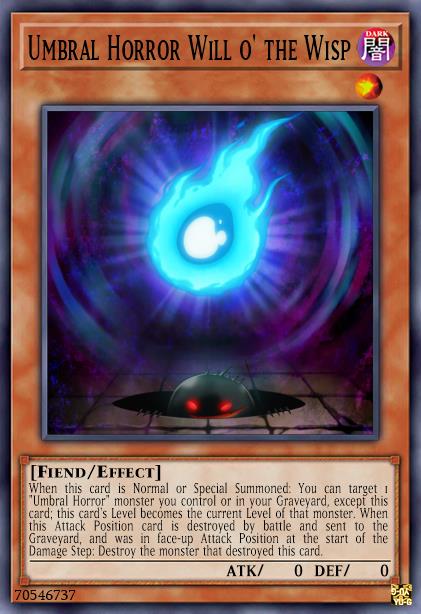 Umbral Horror Will o' the Wisp
DARK
闇
[Fiend/Effect]
When this card is Normal or Special Summoned: You can target 1
"Umbral Horror" monster you control or in your Graveyard, except this
card; this card's Level becomes the current Level of that monster. When
this Attack Position card is destroyed by battle and sent to the
Graveyard, and was in face-up Attack Position at the start of the
Damage Step: Destroy the monster that destroyed this card.
ATK/ 0 DEF/ 0
70546737